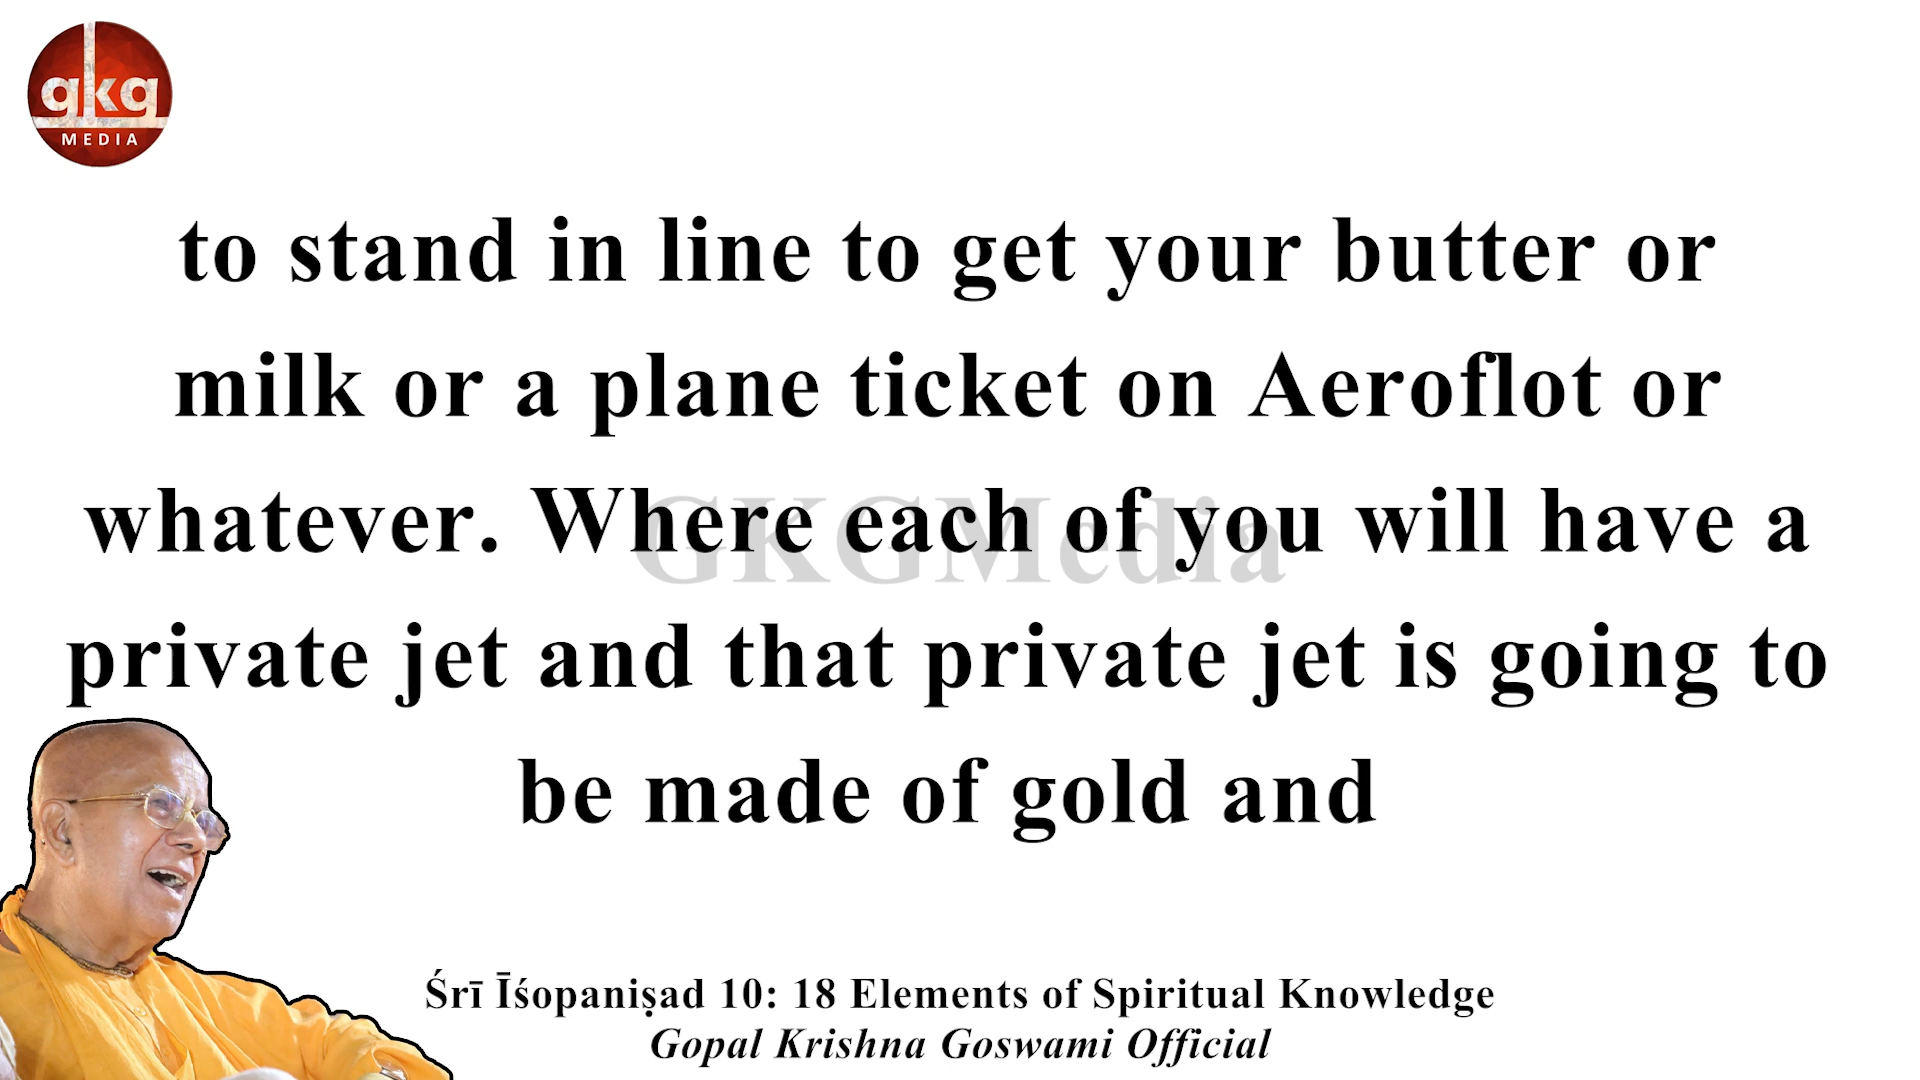 gkg
MEDIA
to stand in line to get your butter or
milk or a plane ticket on Aeroflot or
whatever. Where each of you will have a
private jet and that private jet is going to
be made of gold and
GKGMedia
Śrī Īśopaniṣad 10: 18 Elements of Spiritual Knowledge
Gopal Krishna Goswami Official